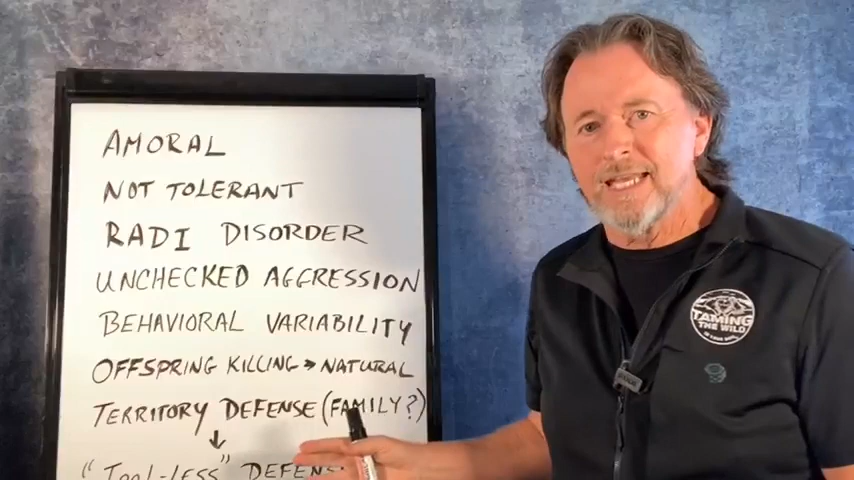 AMORAL
NOT TOLERANT
RADI DISORDER
UNCHECKED AGGRESSION
BEHAVIORAL VARIABILITY
OFFSPRING KILLING → NATURAL
TERRITORY DEFENSE (FAMILY?)
↓
"TOOL-LESS" DEFENS
TAMING
THE WILD